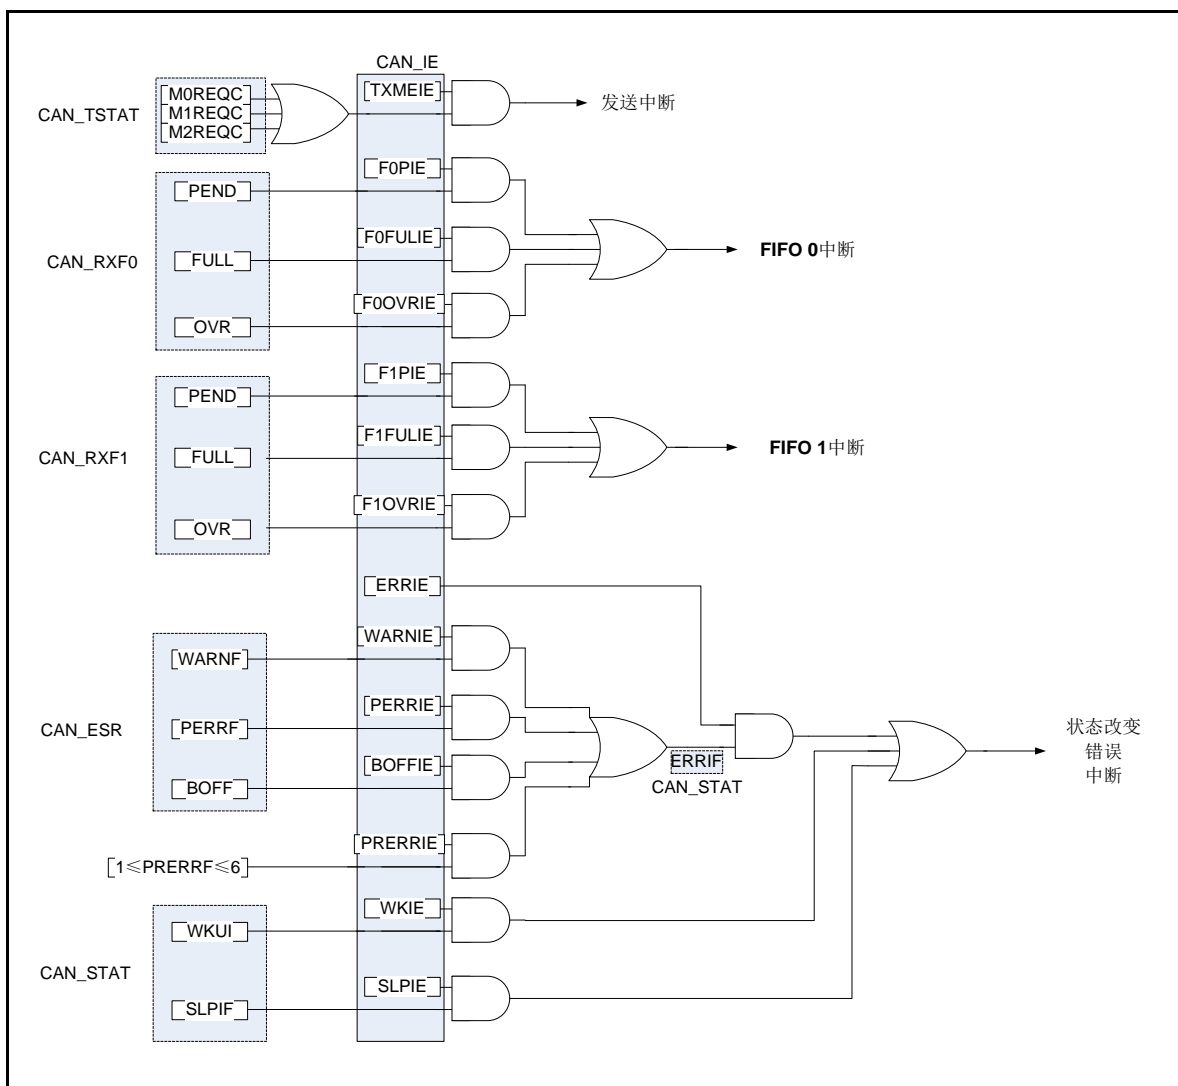 CAN_IE
CAN_TSTAT
M0REQC
M1REQC
M2REQC
TXMEIE
发送中断
CAN_RXF0
PEND
FULL
OVR
F0PIE
F0FULIE
F0OVRIE
FIFO 0中断
CAN_RXF1
PEND
FULL
OVR
F1PIE
F1FULIE
F1OVRIE
FIFO 1中断
ERRIE
CAN_ESR
WARNF
PERRF
BOFF
WARNIE
PERRIE
BOFFIE
ERRIF
CAN_STAT
状态改变
错误
中断
1≤PRERRF≤6
PRERRIE
CAN_STAT
WKUI
SLPIF
WKIE
SLPIE